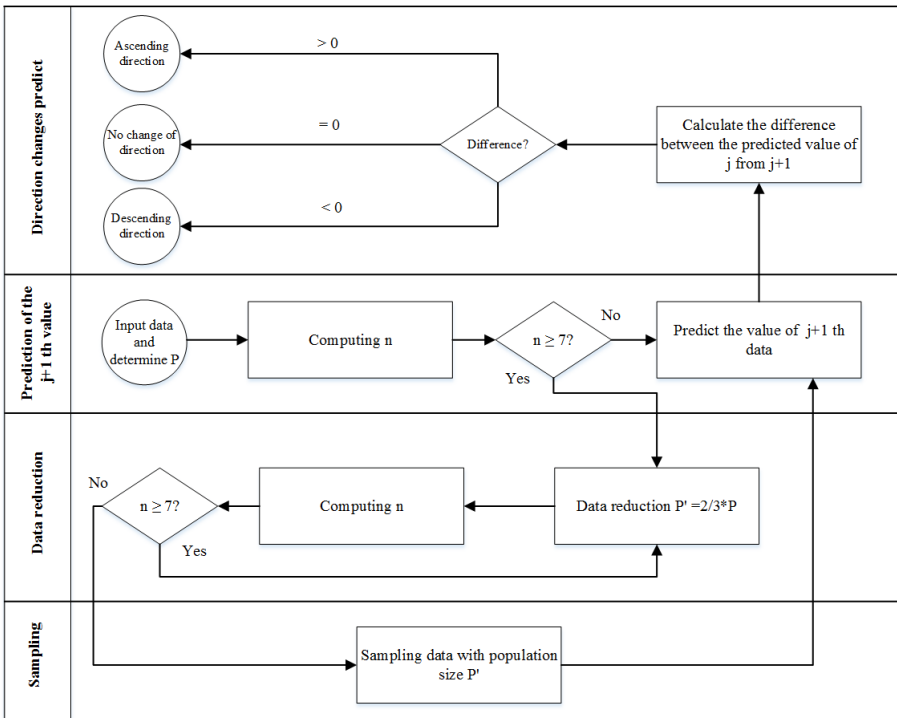 Direction changes predict
Ascending
direction
> 0
No change of
direction
= 0
Difference?
Calculate the difference
between the predicted value of
j from j+1
Descending
direction
< 0
Prediction of the
j+1 th value
Input data
and
determine P
Computing n
n ≥ 7?
No
Yes
Predict the value of j+1 th
data
Data reduction
No
n ≥ 7?
Yes
Computing n
Data reduction P' =2/3*P
Sampling
Sampling data with population
size P'